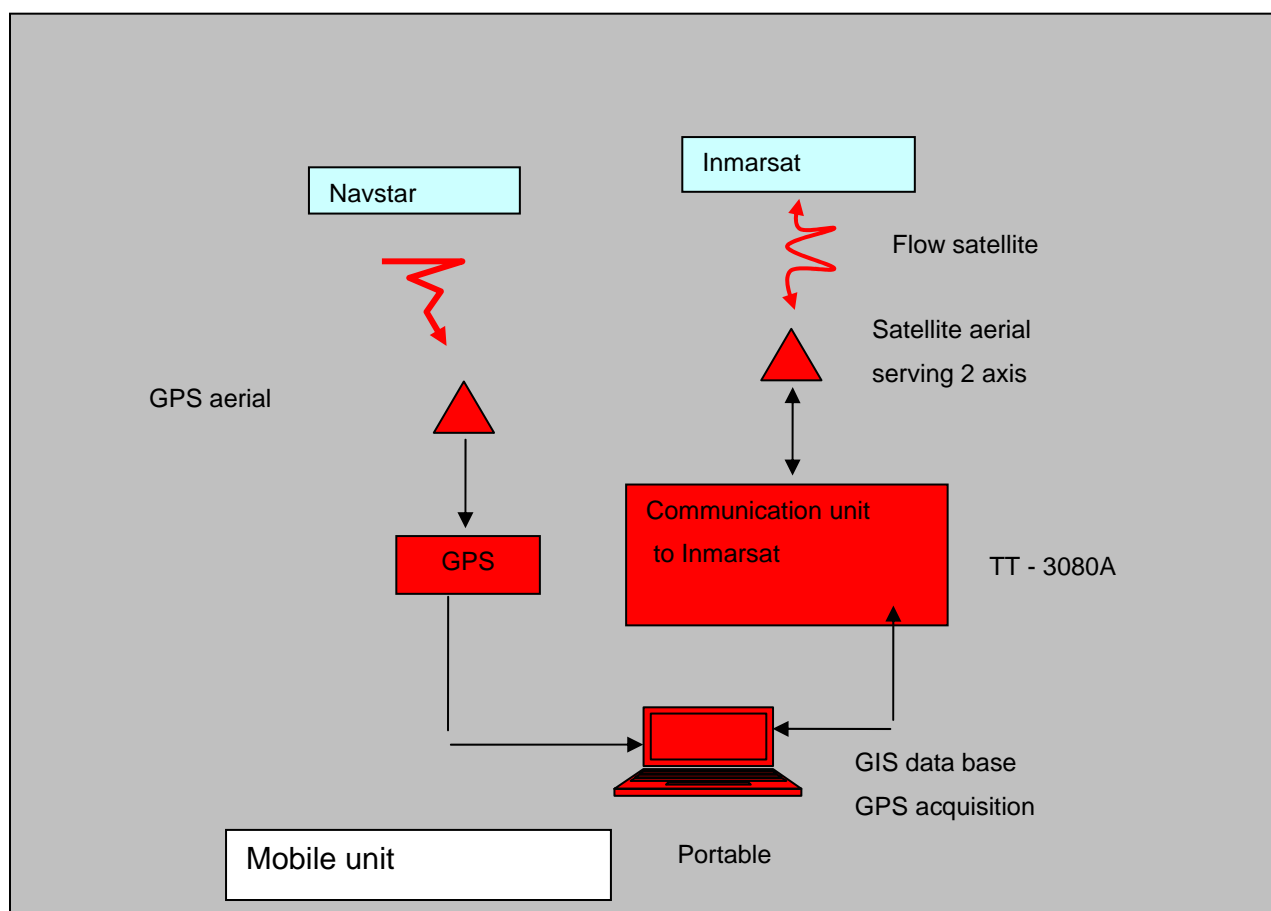 Navstar
Inmarsat
Flow satellite
Satellite aerial
serving 2 axis
GPS aerial
Communication unit
to Inmarsat
GPS
TT - 3080A
GIS data base
GPS acquisition
Portable
Mobile unit